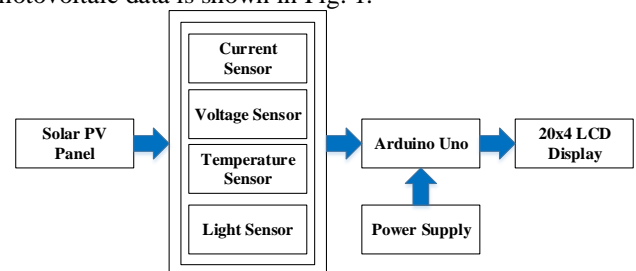 hotovoltaic data is shown in Fig. 1.
Current
Sensor
Voltage Sensor
Temperature
Sensor
Light Sensor
Solar PV
Panel
Arduino Uno
20x4 LCD
Display
Power Supply